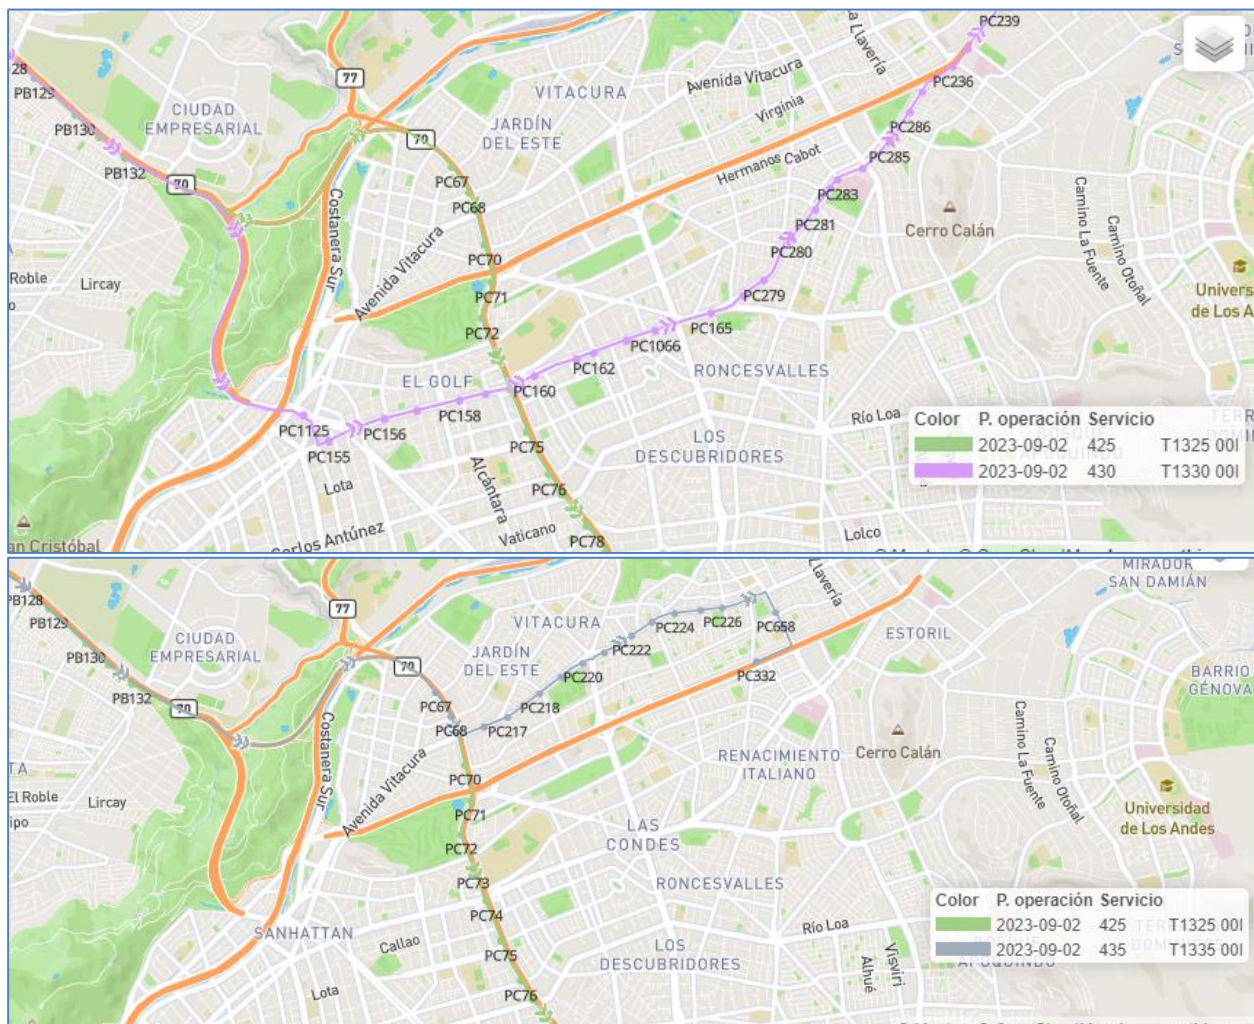 PC239
la Llavería
77
28
PB129
CIUDAD
EMPRESARIAL
VITACURA
Avenida Vitacura
PC236
PB130
JARDÍN
DEL ESTE
70
Virginia
PC286
PB132
70
Hermanos Cabot
PC285
PC67
PC283
PC68
Costanera Sur
PC281
Cerro Calán
Camino La Fuente
Camino Otoñal
Avenida Vitacura
PC70
PC280
Roble
Lircay
PC71
PC279
Univers
de Los A
PC72
PC165
PC1066
PC162
RONCESVALLES
EL GOLF
PC160
PC158
Río Loa
PC1125
PC156
PC155
PC75
LOS
DESCUBRIDORES
Color P. operación Servicio
2023-09-02 425 T1325 00I
2023-09-02 430 T1330 00I
Lota
Alcántara
PC76
Vaticano
Carlos Antúnez
PC78
Lolco
an Cristóbal
PB128
PB129
77
CIUDAD
EMPRESARIAL
VITACURA
Llavería
MIRADOR
SAN DAMIÁN
PC224
PC226
PC658
ESTORIL
PB130
PC222
JARDÍN
DEL ESTE
70
PC220
PC332
BARRIO
GÉNOVA
PB132
70
PC67
PC218
PC68
PC217
Costanera Sur
Cerro Calán
RENACIMIENTO
ITALIANO
Camino La Fuente
Camino Otoñal
TA
Avenida Vitacura
PC70
El Roble
Lircay
PC71
Universidad
de Los Andes
ipo
LAS
CONDES
PC72
PC73
RONCESVALLES
PC74
SANHATTAN
Callao
Río Loa
PC75
LOS
DESCUBRIDORES
Alhué
Visviri
APOQUINDO
Color P. operación Servicio
2023-09-02 425 T1325 00I
2023-09-02 435 T1335 00I
Lota
PC76